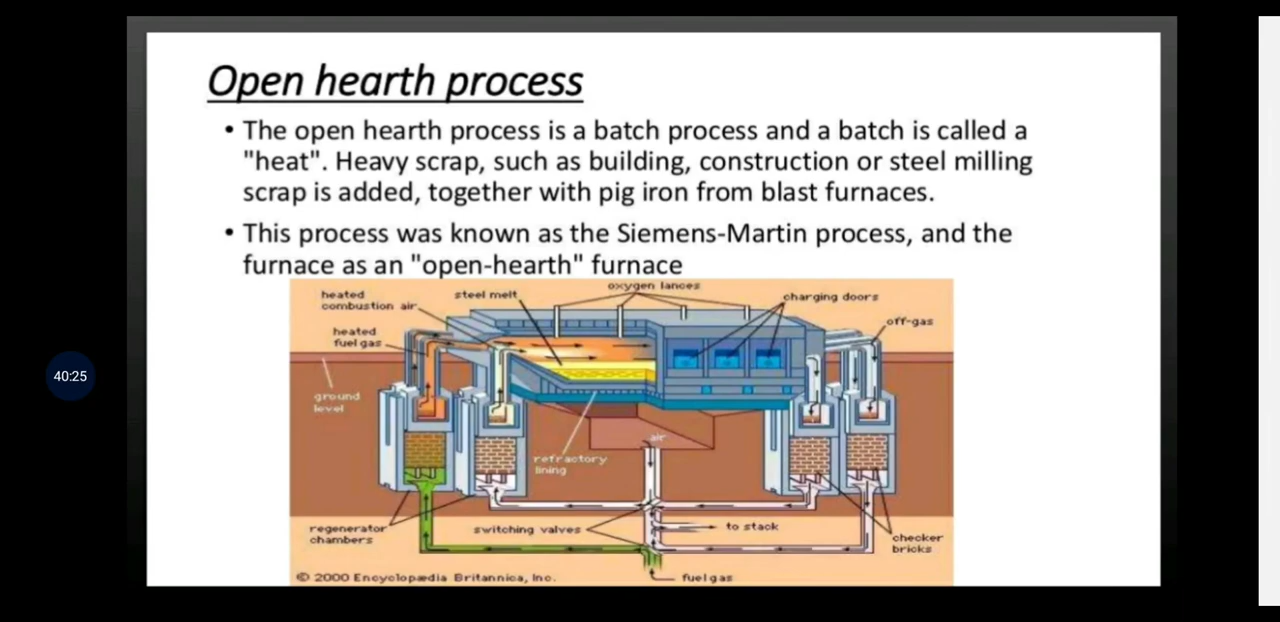 Open hearth process
• The open hearth process is a batch process and a batch is called a
"heat". Heavy scrap, such as building, construction or steel milling
scrap is added, together with pig iron from blast furnaces.
• This process was known as the Siemens-Martin process, and the
furnace as an "open-hearth" furnace
oxygen lances
heated
combustion air
steel melt
charging doors
heated
fuel gas
off-gas
40:25
ground
level
air
refractory
lining
regenerator
chambers
switching valves
to stack
checker
bricks
© 2000 Encyclopædia Britannica, Inc.
fuel gas